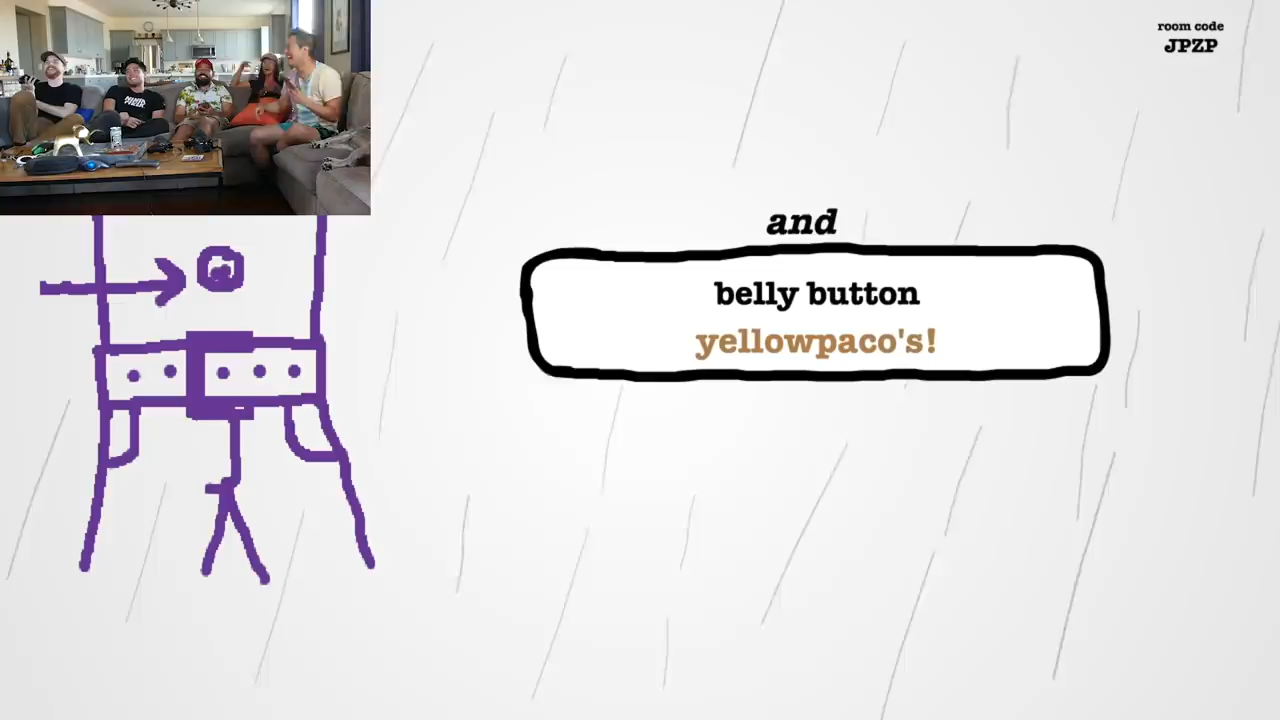 room code
JPZP
and
belly button
yellowpaco's!